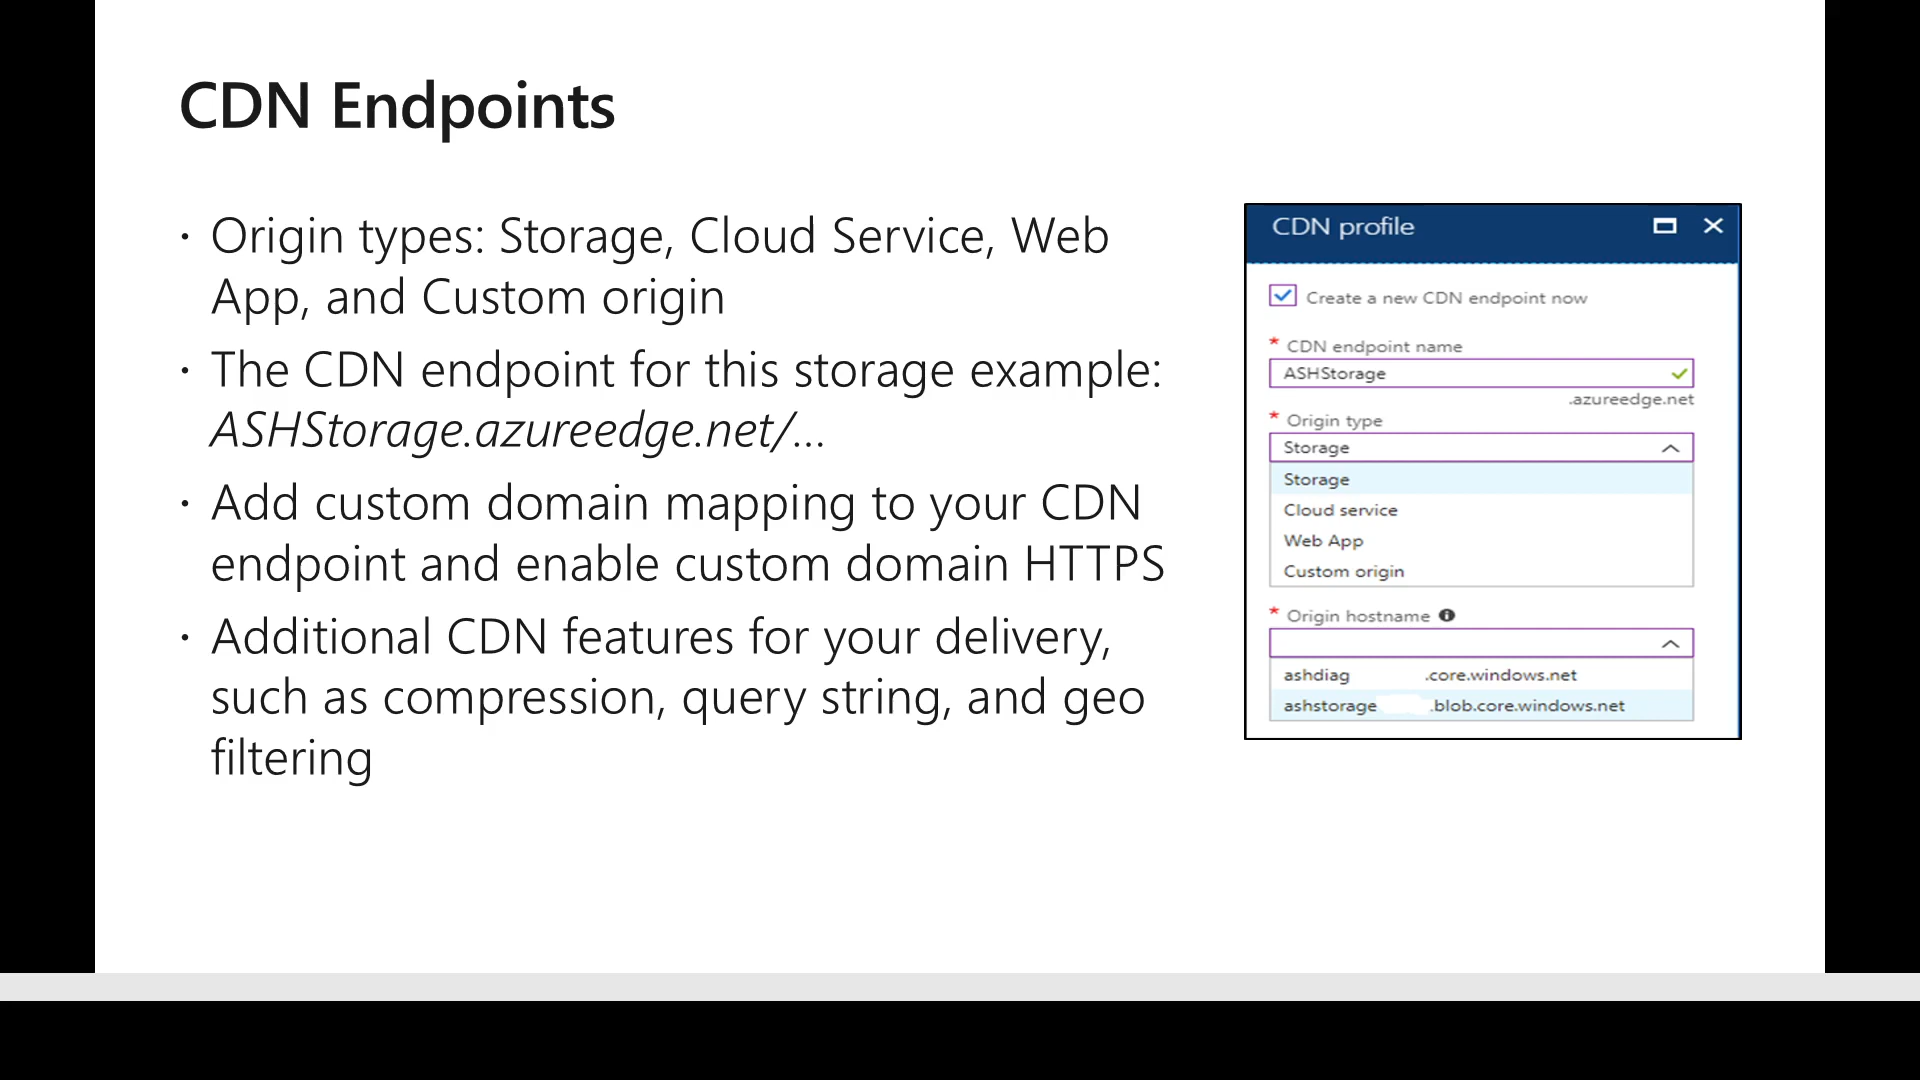 CDN Endpoints
· Origin types: Storage, Cloud Service, Web
App, and Custom origin
· The CDN endpoint for this storage example:
ASHStorage.azureedge.net/...
· Add custom domain mapping to your CDN
endpoint and enable custom domain HTTPS
· Additional CDN features for your delivery,
such as compression, query string, and geo
filtering
CDN profile
Create a new CDN endpoint now
* CDN endpoint name
ASHStorage
.azureedge.net
* Origin type
Storage
Storage
Cloud service
Web App
Custom origin
* Origin hostname
ashdiag .core.windows.net
ashstorage .blob.core.windows.net